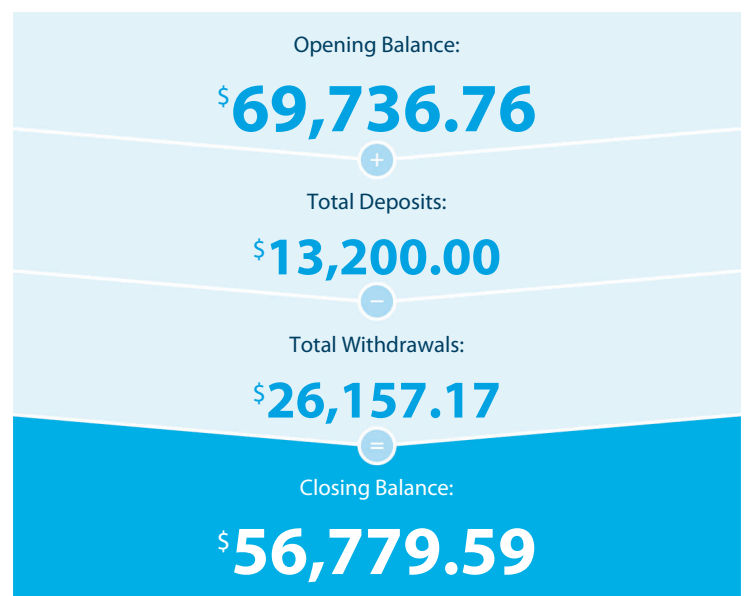 Opening Balance:
$69,736.76
+
Total Deposits:
$13,200.00
−
Total Withdrawals:
$26,157.17
=
Closing Balance:
$56,779.59